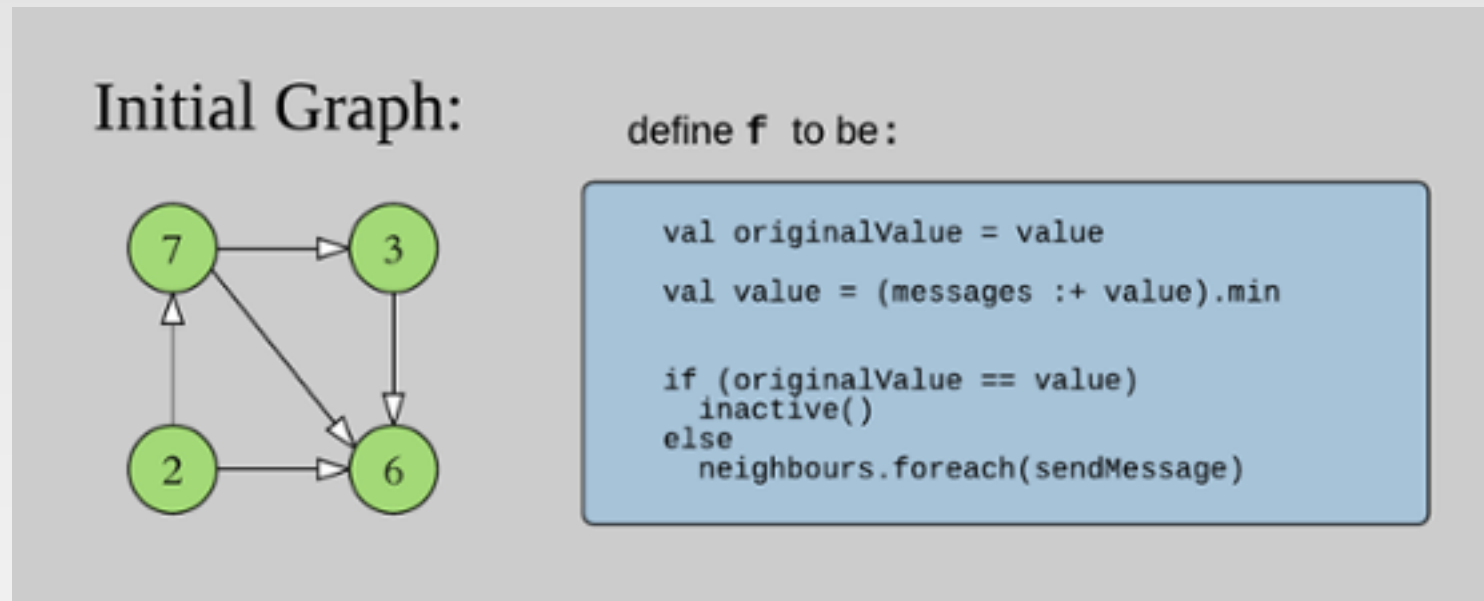 Initial Graph:
define f to be:
7
3
2
6
val originalValue = value
val value = (messages :+ value).min
if (originalValue == value)
inactive()
else
neighbours.foreach(sendMessage)